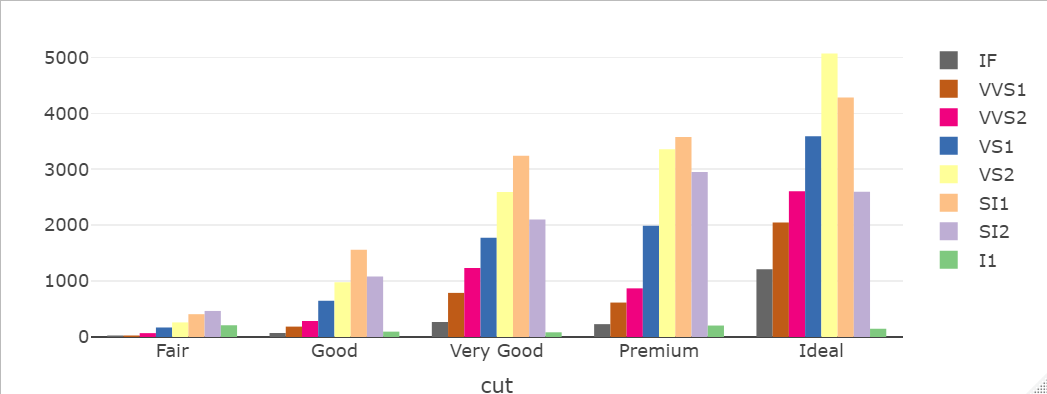 5000
4000
3000
2000
1000
0
Fair Good Very Good Premium Ideal
cut
IF
VVS1
VVS2
VS1
VS2
SI1
SI2
I1